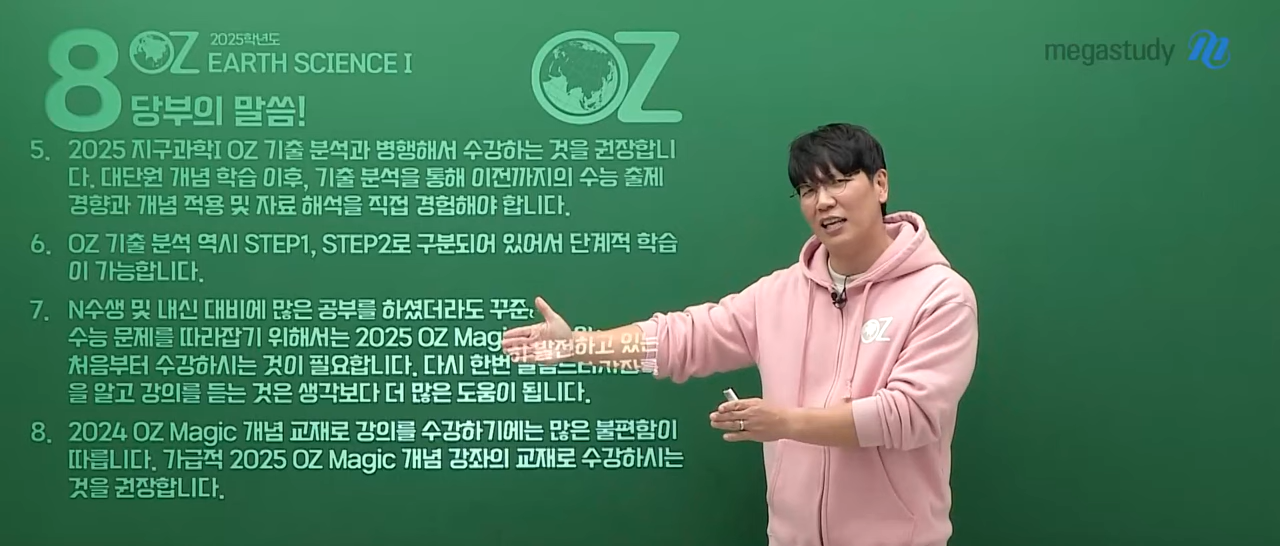 8 OZ 2025학년도
EARTH SCIENCE I
당부의 말씀!
OZ
megastudy
5. 2025 지구과학I OZ 기출 분석과 병행해서 수강하는 것을 권장합니
다. 대단원 개념 학습 이후, 기출 분석을 통해 이전까지의 수능 출제
경향과 개념 적용 및 자료 해석을 직접 경험해야 합니다.
6. OZ 기출 분석 역시 STEP1, STEP2로 구분되어 있어서 단계적 학습
이 가능합니다.
7. N수생 및 내신 대비에 많은 공부를 하셨더라도
발전하고 있는
수능 문제를 따라잡기 위해서는 2025 OZ
처음부터 수강하시는 것이 필요합니다. 다시 한번
을 알고 강의를 듣는 것은 생각보다 더 많은 도움이 됩니다.
8. 2024 OZ Magic 개념 교재로 강의를 수강하기에는 많은 불편함이
따릅니다. 가급적 2025 OZ Magic 개념 강좌의 교재로 수강하시는
것을 권장합니다.
OZ